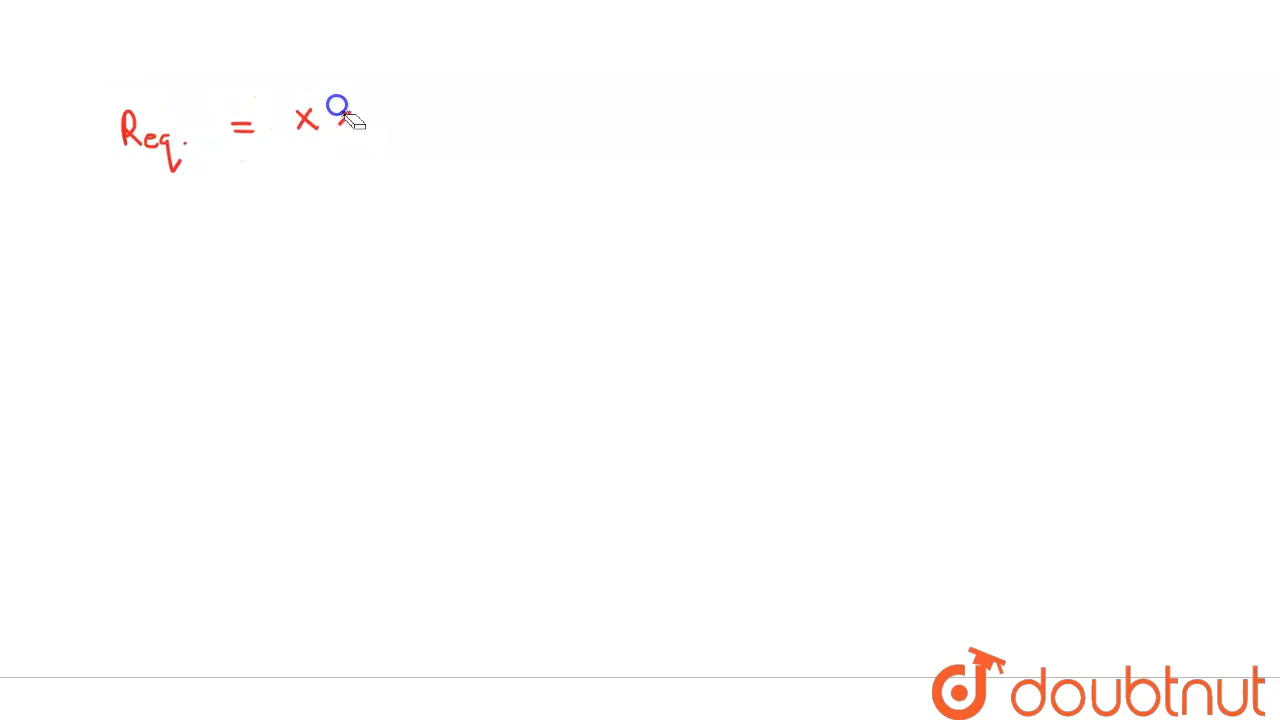 Req. = x
doubtnut